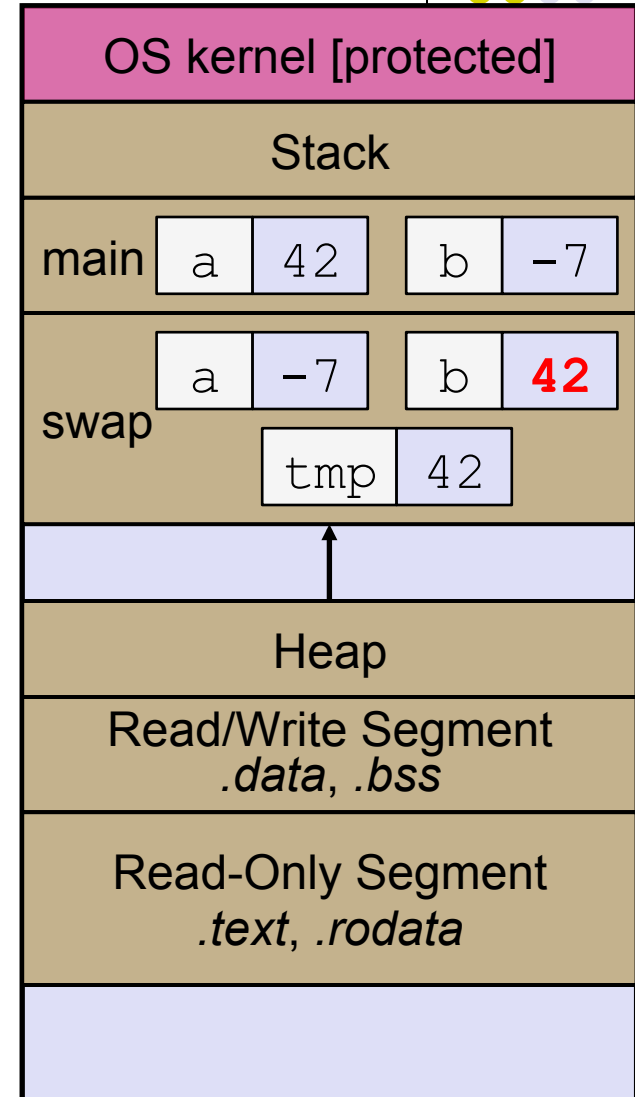 OS kernel [protected]
Stack
main a 42 b -7
a -7 b 42
swap
tmp 42
Heap
Read/Write Segment
.data, .bss
Read-Only Segment
.text, .rodata